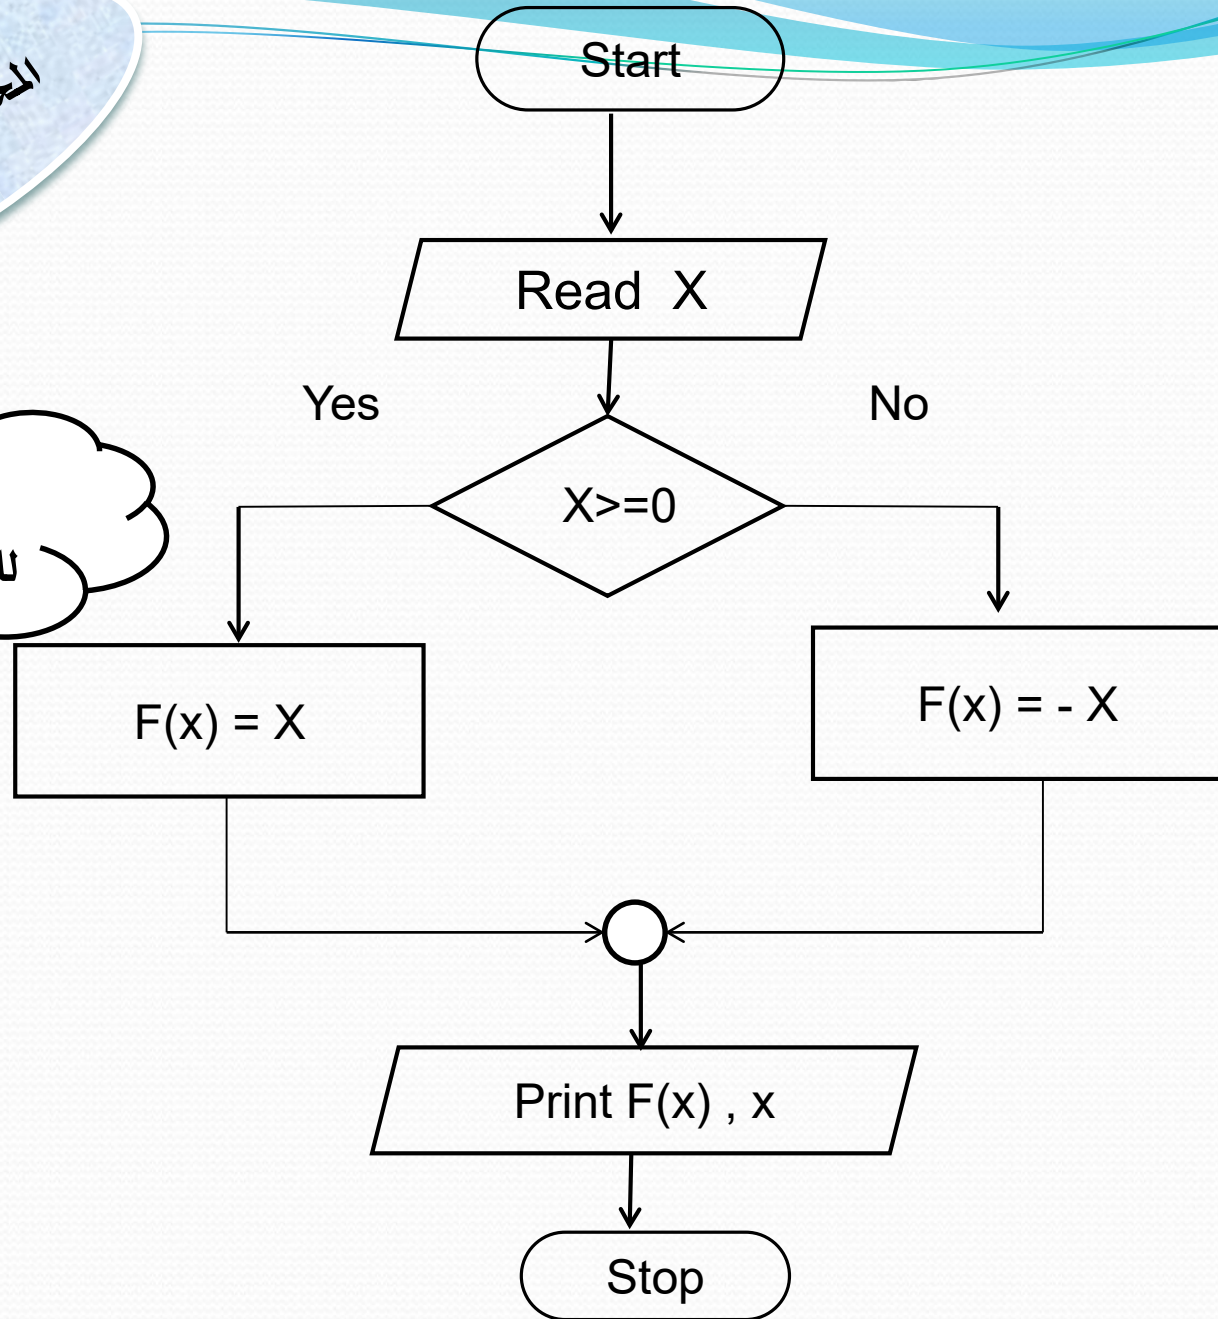 Start
Read X
Yes
No
X>=0
F(x) = X
F(x) = - X
Print F(x) , x
Stop